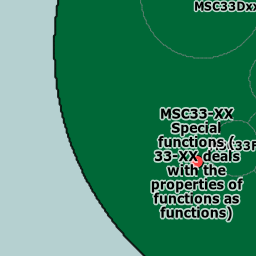 MSC33Dxx
MSC33-XX
Special
functions (
33-XX deals
with the
properties of
functions as
functions)